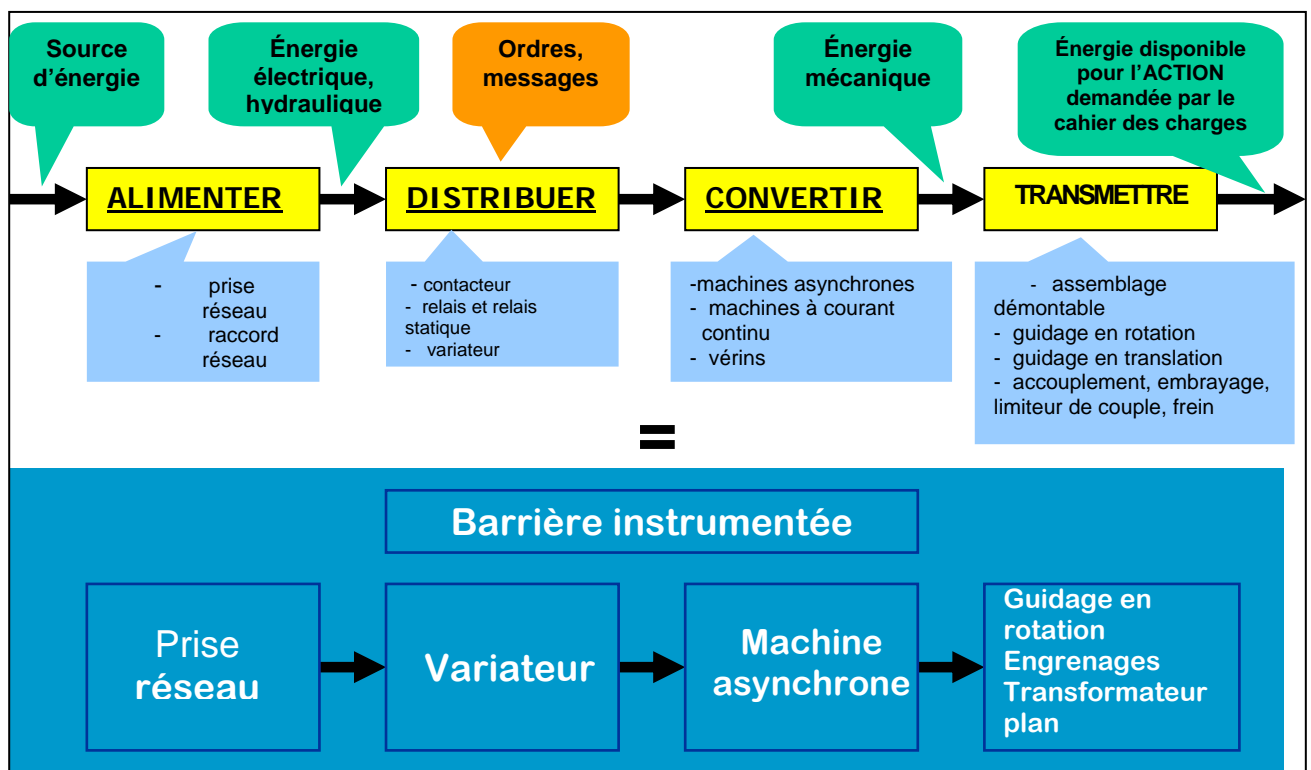 Source
d'énergie
Énergie
électrique,
hydraulique
Ordres,
messages
Énergie
mécanique
Énergie disponible
pour l'ACTION
demandée par le
cahier des charges
ALIMENTER
DISTRIBUER
CONVERTIR
TRANSMETTRE
- prise
réseau
- raccord
réseau
- contacteur
- relais et relais
statique
- variateur
-machines asynchrones
- machines à courant
continu
- vérins
- assemblage
démontable
- guidage en rotation
- guidage en translation
- accouplement, embrayage,
limiteur de couple, frein
=
Barrière instrumentée
Prise
réseau
Variateur
Machine
asynchrone
Guidage en
rotation
Engrenages
Transformateur
plan